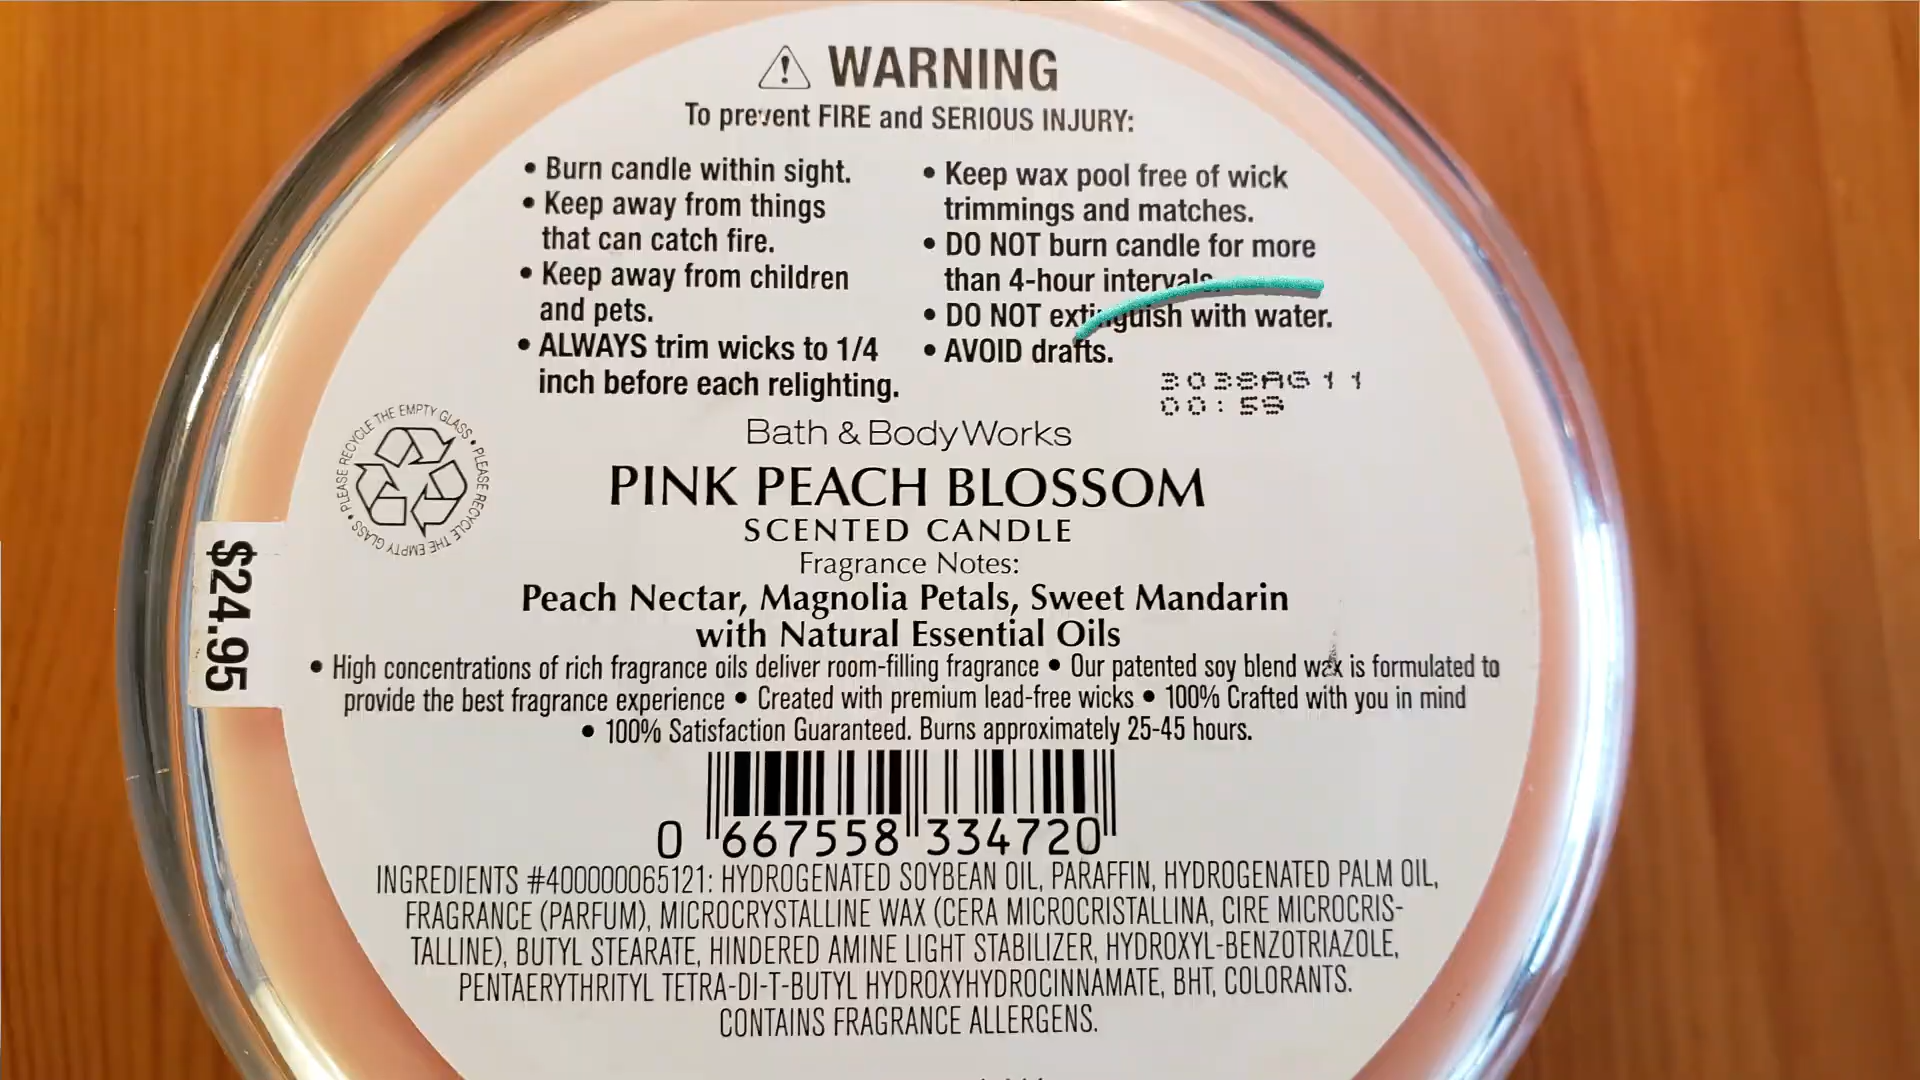 WARNING
To prevent FIRE and SERIOUS INJURY:
• Burn candle within sight.
• Keep away from things
that can catch fire.
• Keep away from children
and pets.
• ALWAYS trim wicks to 1/4
inch before each relighting.
• Keep wax pool free of wick
trimmings and matches.
• DO NOT burn candle for more
than 4-hour intervals.
• DO NOT extinguish with water.
• AVOID drafts.
3038AG11
00:59
PLEASE RECYCLE THE EMPTY GLASS • PLEASE RECYCLE THE EMPTY GLASS •
Bath & Body Works
PINK PEACH BLOSSOM
SCENTED CANDLE
Fragrance Notes:
Peach Nectar, Magnolia Petals, Sweet Mandarin
with Natural Essential Oils
$24.95
• High concentrations of rich fragrance oils deliver room-filling fragrance • Our patented soy blend wax is formulated to
provide the best fragrance experience • Created with premium lead-free wicks • 100% Crafted with you in mind
• 100% Satisfaction Guaranteed. Burns approximately 25-45 hours.
0 667558 334720
INGREDIENTS #400000065121: HYDROGENATED SOYBEAN OIL, PARAFFIN, HYDROGENATED PALM OIL,
FRAGRANCE (PARFUM), MICROCRYSTALLINE WAX (CERA MICROCRISTALLINA, CIRE MICROCRIS-
TALLINE), BUTYL STEARATE, HINDERED AMINE LIGHT STABILIZER, HYDROXYL-BENZOTRIAZOLE,
PENTAERYTHRITYL TETRA-DI-T-BUTYL HYDROXYHYDROCINNAMATE, BHT, COLORANTS.
CONTAINS FRAGRANCE ALLERGENS.